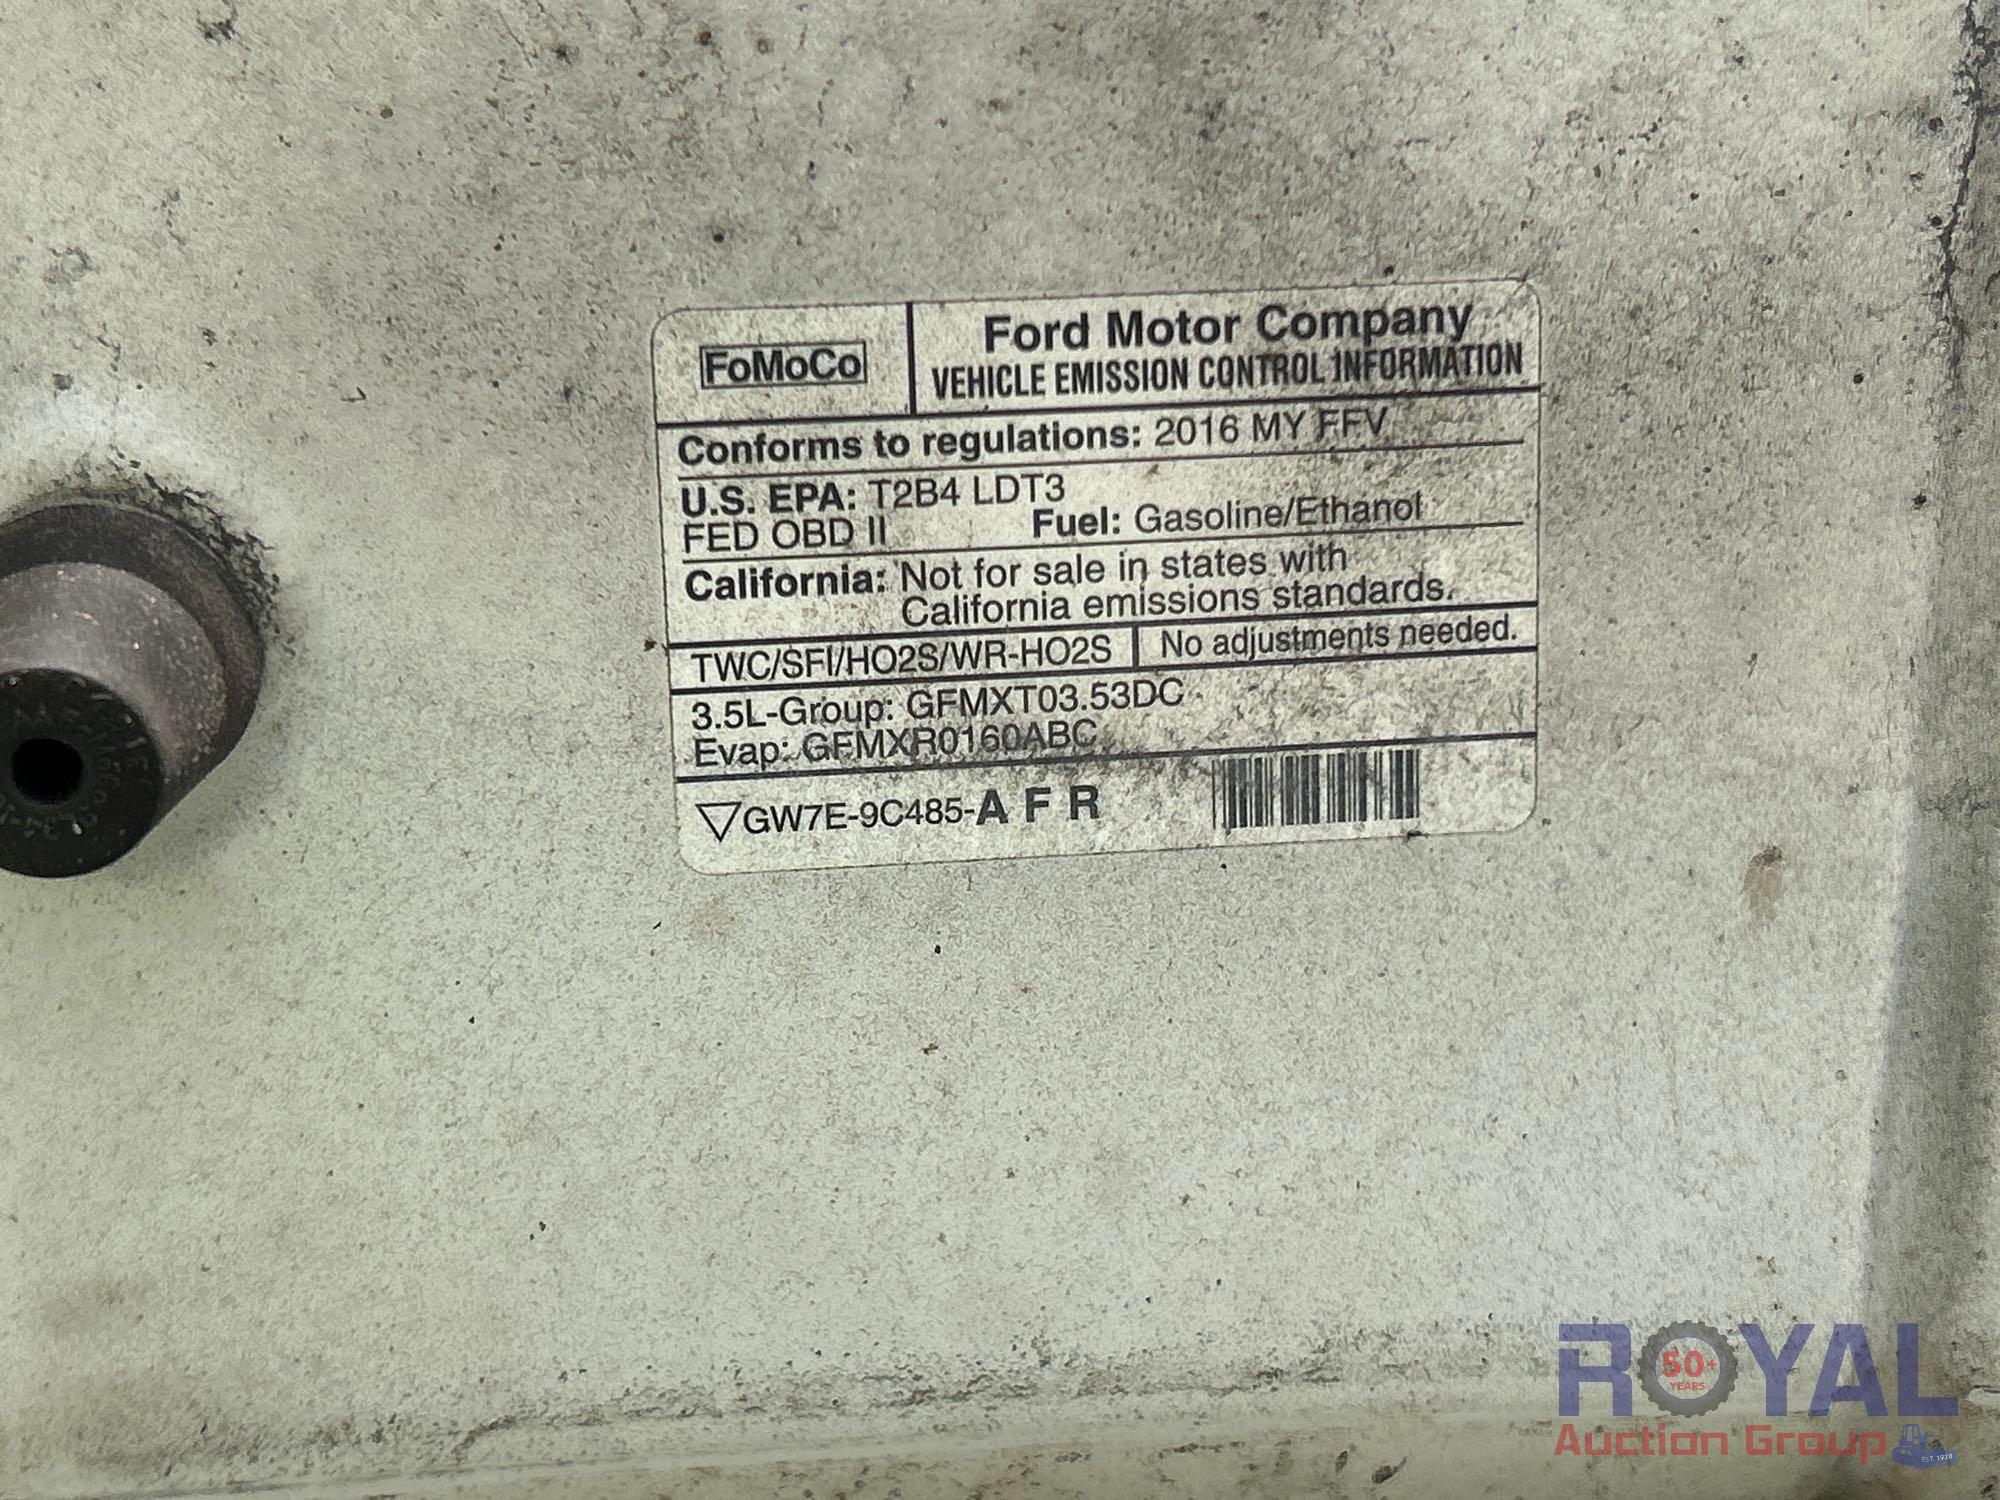 FoMoCo
Ford Motor Company
VEHICLE EMISSION CONTROL INFORMATION
Conforms to regulations: 2016 MY FFV
U.S. EPA: T2B4 LDT3
FED OBD II Fuel: Gasoline/Ethanol
California: Not for sale in states with
California emissions standards.
TWC/SFI/HO2S/WR-HO2S No adjustments needed.
3.5L-Group: GFMXT03.53DC
Evap: GFMXR0160ABC
GW7E-9C485-A F R
ROYAL
50+
YEARS
Auction Group
EST. 1970